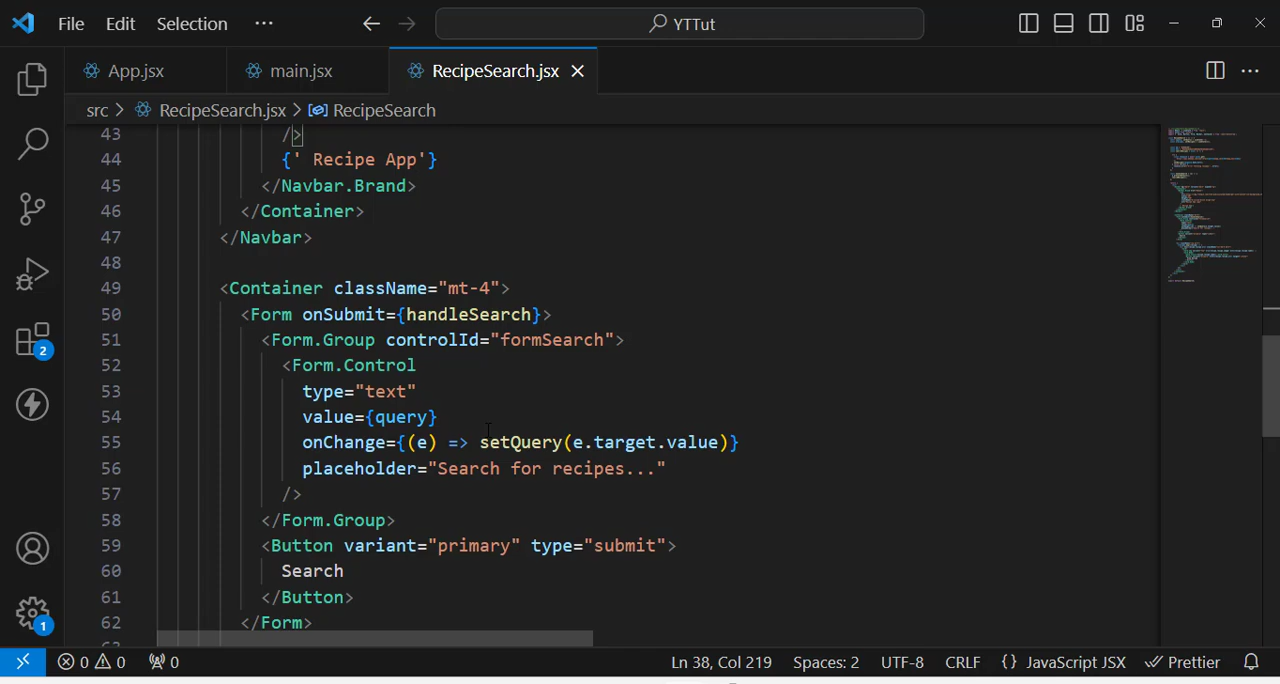 File Edit Selection ··· YTTut
App.jsx main.jsx RecipeSearch.jsx
src > RecipeSearch.jsx > RecipeSearch
43 />
44 {' Recipe App'}
45 </Navbar.Brand>
46 </Container>
47 </Navbar>
48
49 <Container className="mt-4">
50 <Form onSubmit={handleSearch}>
51 <Form.Group controlId="formSearch">
52 <Form.Control
53 type="text"
54 value={query}
55 onChange={(e) => setQuery(e.target.value)}
56 placeholder="Search for recipes..."
57 />
58 </Form.Group>
59 <Button variant="primary" type="submit">
60 Search
61 </Button>
62 </Form>
2
1
0 0 0 Ln 38, Col 219 Spaces: 2 UTF-8 CRLF {} JavaScript JSX Prettier